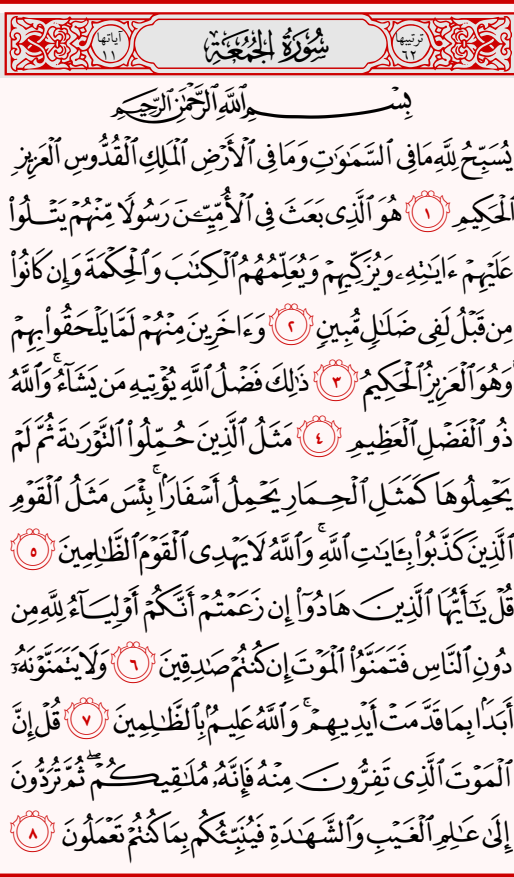 ترتيبها ٦٢ سُورَةُ الجُمُعَةِ آياتها ١١
بِسْمِ ٱللَّهِ ٱلرَّحْمَٰنِ ٱلرَّحِيمِ
يُسَبِّحُ لِلَّهِ مَا فِى ٱلسَّمَٰوَٰتِ وَمَا فِى ٱلْأَرْضِ ٱلْمَلِكِ ٱلْقُدُّوسِ ٱلْعَزِيزِ
ٱلْحَكِيمِ ١ هُوَ ٱلَّذِى بَعَثَ فِى ٱلْأُمِّيِّـۧنَ رَسُولًا مِّنْهُمْ يَتْلُوا۟
عَلَيْهِمْ ءَايَٰتِهِۦ وَيُزَكِّيهِمْ وَيُعَلِّمُهُمُ ٱلْكِتَٰبَ وَٱلْحِكْمَةَ وَإِن كَانُوا۟
مِن قَبْلُ لَفِى ضَلَٰلٍ مُّبِينٍ ٢ وَءَاخَرِينَ مِنْهُمْ لَمَّا يَلْحَقُوا۟ بِهِمْ
وَهُوَ ٱلْعَزِيزُ ٱلْحَكِيمُ ٣ ذَٰلِكَ فَضْلُ ٱللَّهِ يُؤْتِيهِ مَن يَشَآءُ ۚ وَٱللَّهُ
ذُو ٱلْفَضْلِ ٱلْعَظِيمِ ٤ مَثَلُ ٱلَّذِينَ حُمِّلُوا۟ ٱلتَّوْرَىٰةَ ثُمَّ لَمْ
يَحْمِلُوهَا كَمَثَلِ ٱلْحِمَارِ يَحْمِلُ أَسْفَارًۢا ۚ بِئْسَ مَثَلُ ٱلْقَوْمِ
ٱلَّذِينَ كَذَّبُوا۟ بِـَٔايَٰتِ ٱللَّهِ ۚ وَٱللَّهُ لَا يَهْدِى ٱلْقَوْمَ ٱلظَّٰلِمِينَ ٥
قُلْ يَٰٓأَيُّهَا ٱلَّذِينَ هَادُوٓا۟ إِن زَعَمْتُمْ أَنَّكُمْ أَوْلِيَآءُ لِلَّهِ مِن
دُونِ ٱلنَّاسِ فَتَمَنَّوُا۟ ٱلْمَوْتَ إِن كُنتُمْ صَٰدِقِينَ ٦ وَلَا يَتَمَنَّوْنَهُۥٓ
أَبَدًۢا بِمَا قَدَّمَتْ أَيْدِيهِمْ ۚ وَٱللَّهُ عَلِيمٌۢ بِٱلظَّٰلِمِينَ ٧ قُلْ إِنَّ
ٱلْمَوْتَ ٱلَّذِى تَفِرُّونَ مِنْهُ فَإِنَّهُۥ مُلَٰقِيكُمْ ۖ ثُمَّ تُرَدُّونَ
إِلَىٰ عَٰلِمِ ٱلْغَيْبِ وَٱلشَّهَٰدَةِ فَيُنَبِّئُكُم بِمَا كُنتُمْ تَعْمَلُونَ ٨